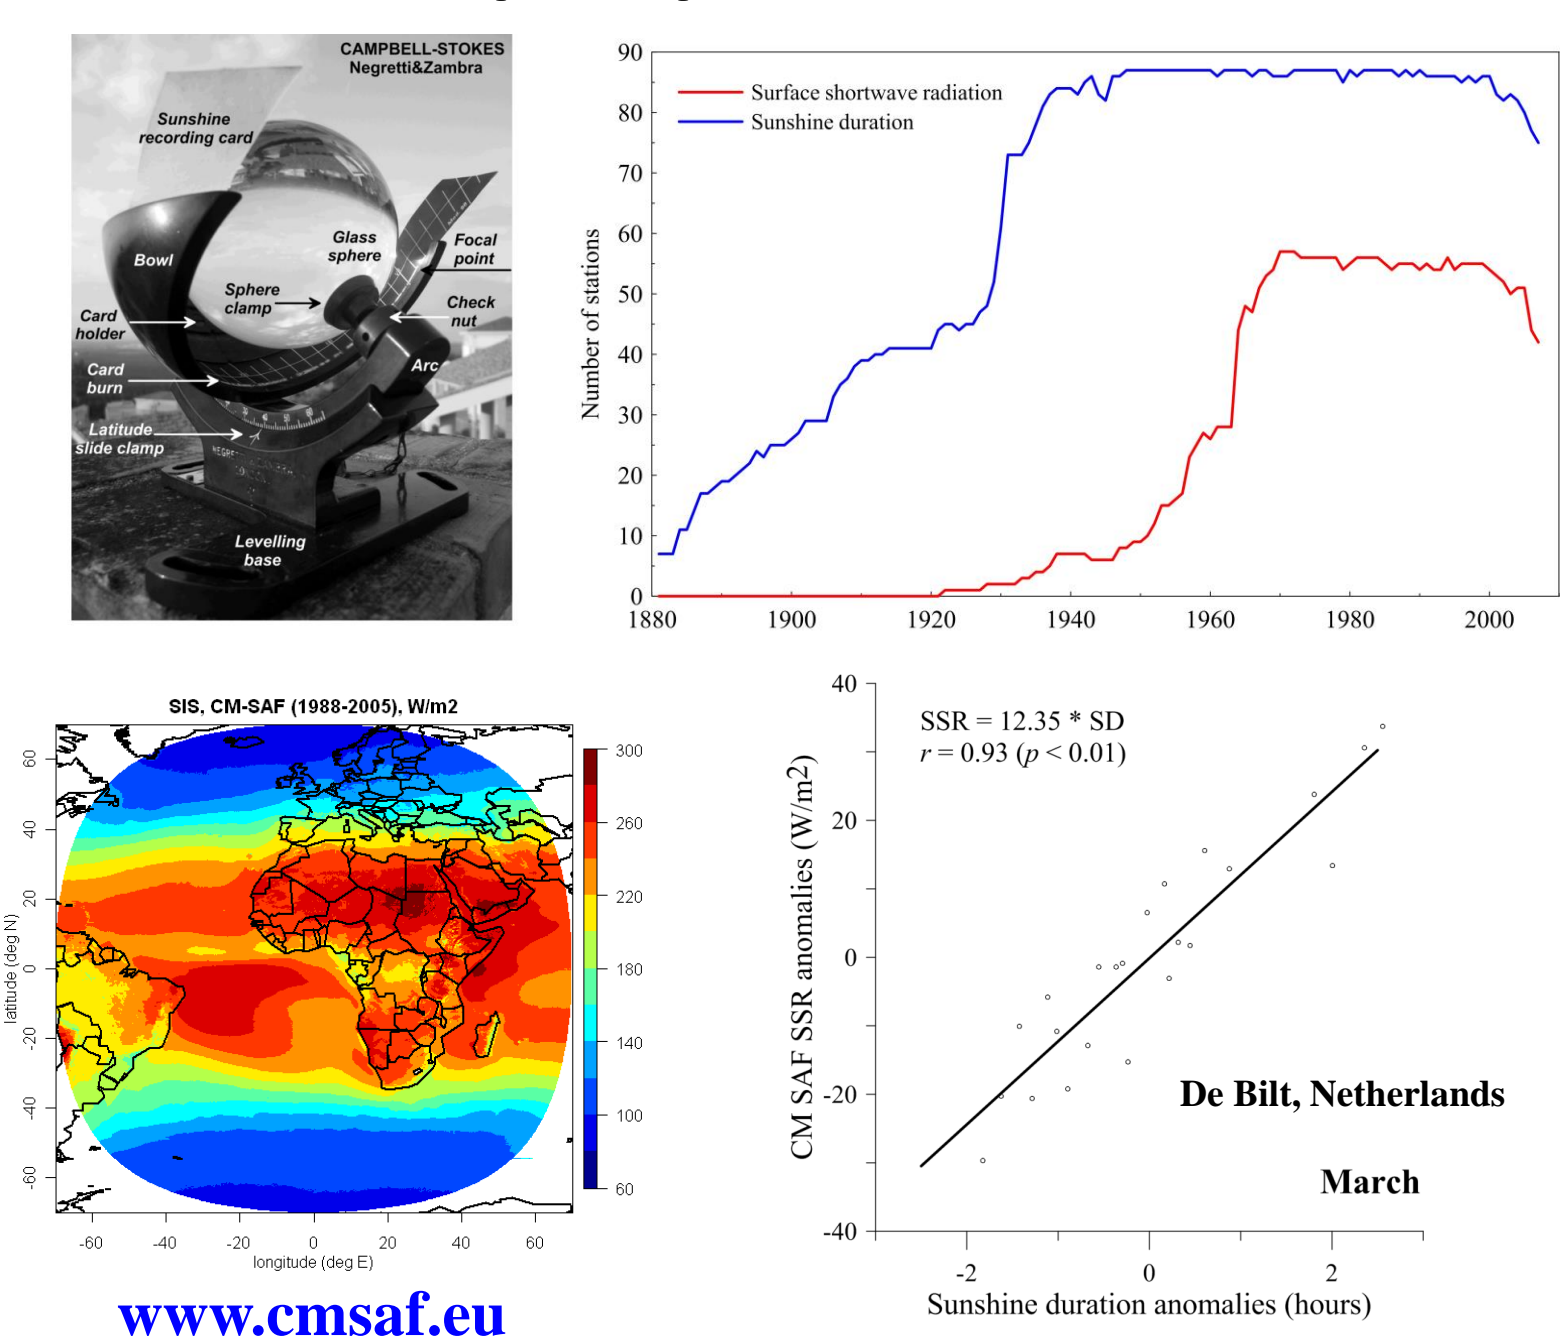 CAMPBELL-STOKES
Negretti&Zambra
Sunshine
recording card
Bowl
Glass
sphere
Focal
point
Sphere
clamp
Check
nut
Card
holder
Arc
Card
burn
Latitude
slide clamp
Levelling
base
90
80
70
60
50
40
30
20
10
0
Number of stations
Surface shortwave radiation
Sunshine duration
1880 1900 1920 1940 1960 1980 2000
SIS, CM-SAF (1988-2005), W/m2
60
40
20
0
-20
-40
-60
latitude (deg N)
-60 -40 -20 0 20 40 60
longitude (deg E)
300
260
220
180
140
100
60
www.cmsaf.eu
40
20
0
-20
-40
CM SAF SSR anomalies (W/m2)
SSR = 12.35 * SD
r = 0.93 (p < 0.01)
De Bilt, Netherlands
March
-2 0 2
Sunshine duration anomalies (hours)